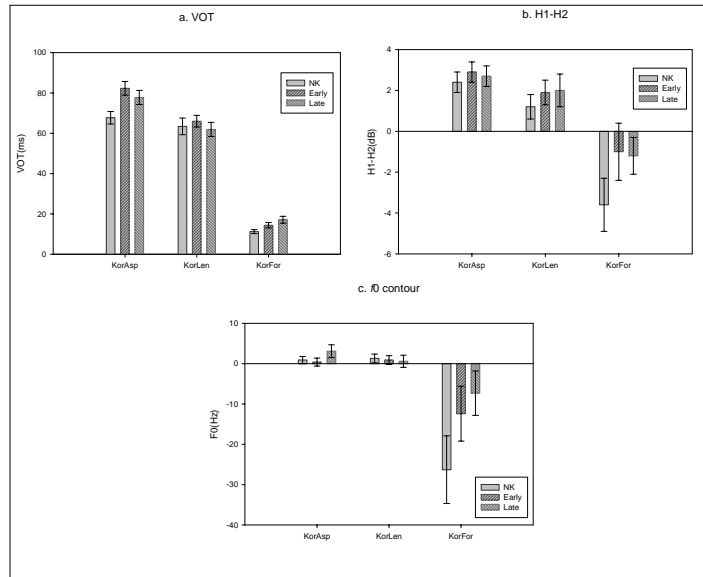 a. VOT
100
80
60
40
20
0
VOT(ms)
KorAsp KorLen KorFor
NK
Early
Late
b. H1-H2
4
2
0
-2
-4
-6
H1-H2(dB)
KorAsp KorLen KorFor
NK
Early
Late
c. f0 contour
10
0
-10
-20
-30
-40
F0(Hz)
KorAsp KorLen KorFor
NK
Early
Late